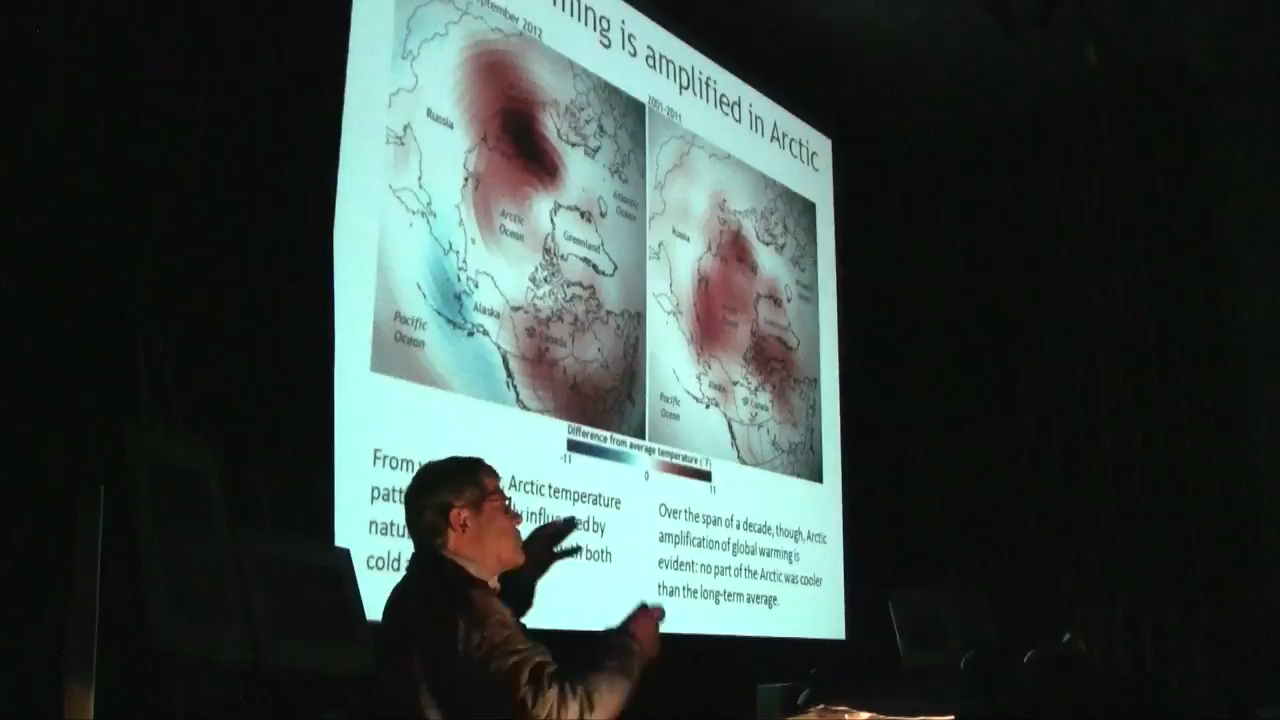 ming is amplified in Arctic
ptember 2012
Russia
Arctic
Ocean
Atlantic
Ocean
Greenland
Alaska
Canada
Pacific
Ocean
2001-2011
Russia
Alaska
Canada
Pacific
Ocean
Difference from average temperature (˚F)
-11
0
11
From
Arctic temperature
patt
by
natu
both
cold
Over the span of a decade, though, Arctic
amplification of global warming is
evident: no part of the Arctic was cooler
than the long-term average.